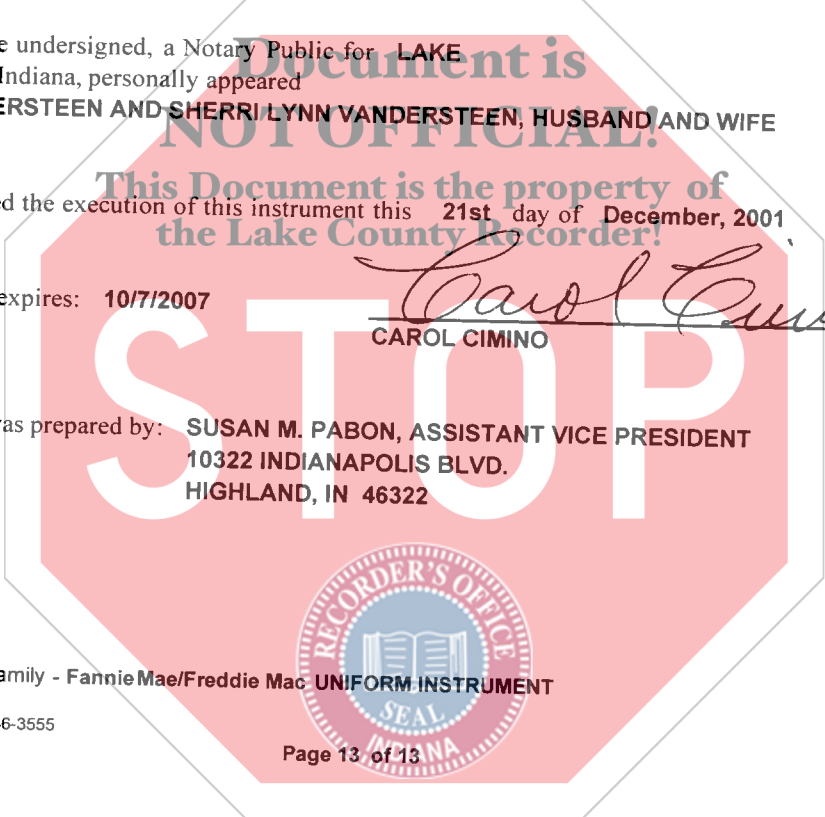 e undersigned, a Notary Public for LAKE
Document is
Indiana, personally appeared
ERSTEEN AND SHERRI LYNN VANDERSTEEN, HUSBAND AND WIFE
NOT OFFICIAL!
This Document is the property of
ed the execution of this instrument this 21st day of December, 2001
the Lake County Recorder!
expires: 10/7/2007
Carol
CAROL CIMINO
STOP
as prepared by: SUSAN M. PABON, ASSISTANT VICE PRESIDENT
10322 INDIANAPOLIS BLVD.
HIGHLAND, IN 46322
RECORDER'S OFFICE
amily - Fannie Mae/Freddie Mac UNIFORM INSTRUMENT
SEAL
6-3555
INDIANA
Page 13 of 13